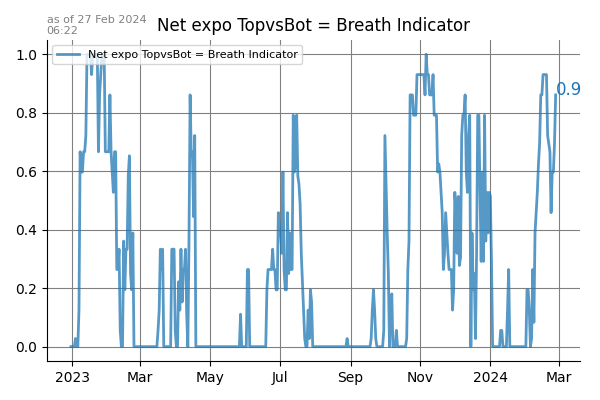 as of 27 Feb 2024
06:22
Net expo TopvsBot = Breath Indicator
Net expo TopvsBot = Breath Indicator
1.0
0.9
0.8
0.6
0.4
0.2
0.0
2023 Mar May Jul Sep Nov 2024 Mar